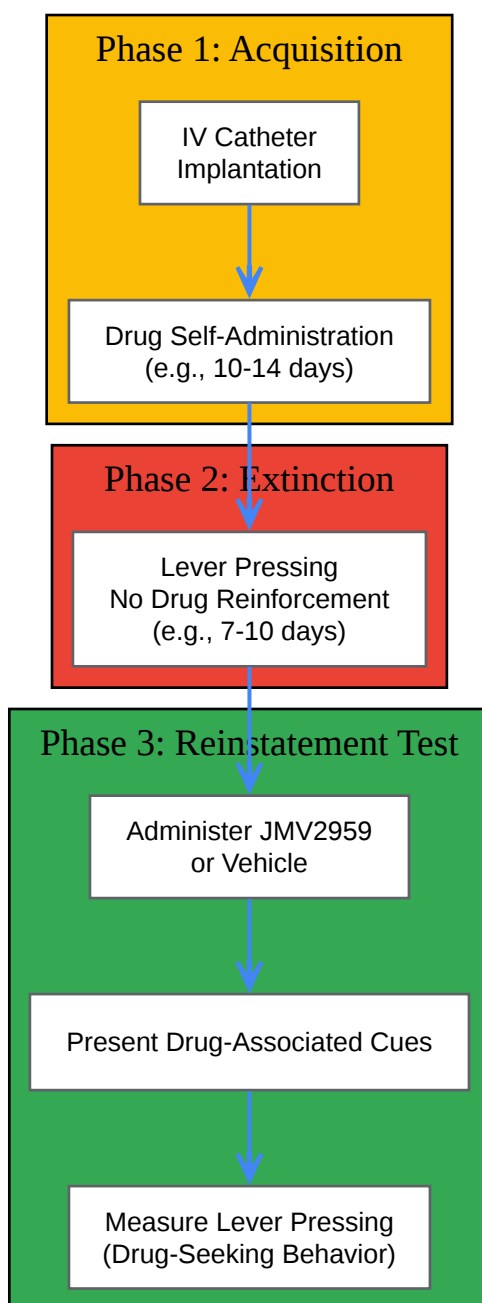 Phase 1: Acquisition
IV Catheter
Implantation
Drug Self-Administration
(e.g., 10-14 days)
Phase 2: Extinction
Lever Pressing
No Drug Reinforcement
(e.g., 7-10 days)
Phase 3: Reinstatement Test
Administer JMV2959
or Vehicle
Present Drug-Associated Cues
Measure Lever Pressing
(Drug-Seeking Behavior)